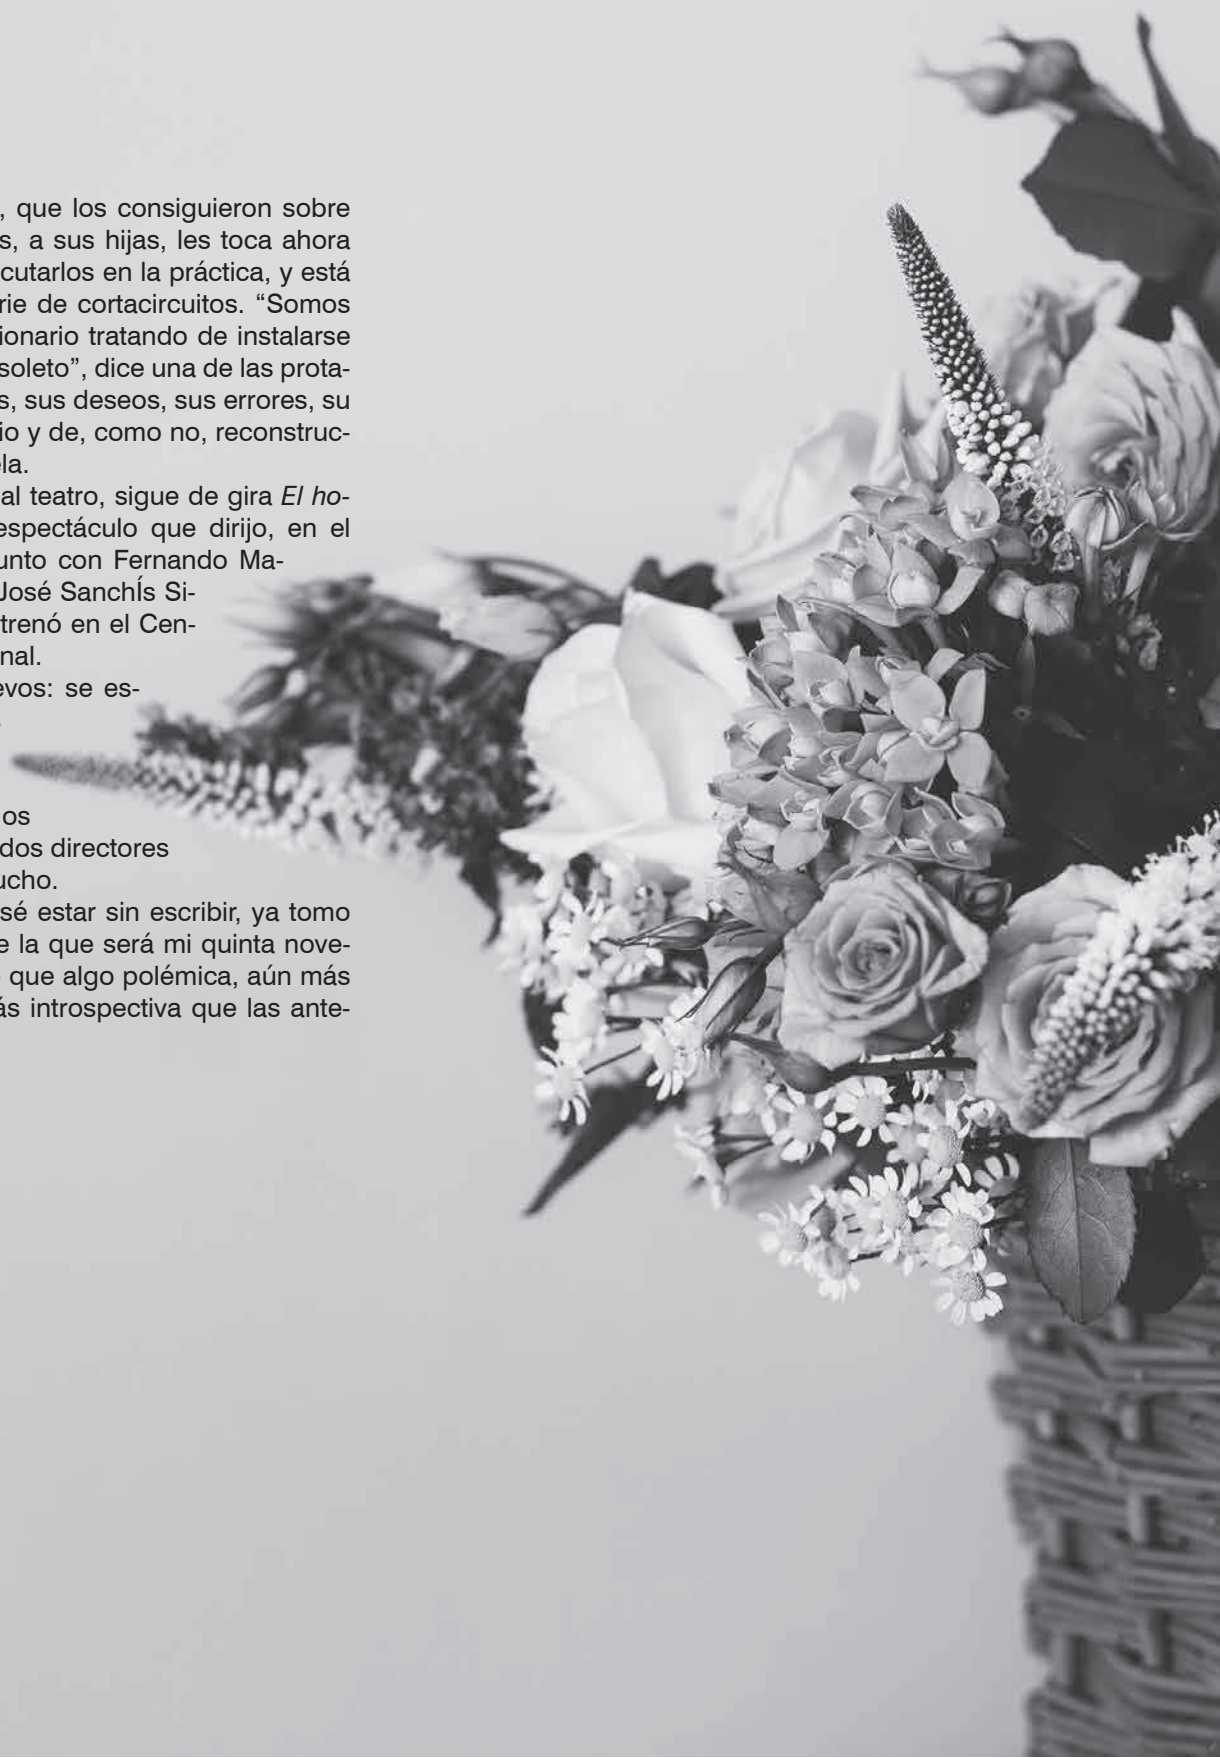 , que los consiguieron sobre
s, a sus hijas, les toca ahora
cutarlos en la práctica, y está
rie de cortacircuitos. “Somos
ionario tratando de instalarse
soleto”, dice una de las prota-
s, sus deseos, sus errores, su
io y de, como no, reconstruc-
ela.
al teatro, sigue de gira El ho-
espectáculo que dirijo, en el
unto con Fernando Ma-
José SanchÍs Si-
trenó en el Cen-
nal.
evos: se es-
os
dos directores
ucho.
sé estar sin escribir, ya tomo
e la que será mi quinta nove-
que algo polémica, aún más
ás introspectiva que las ante-